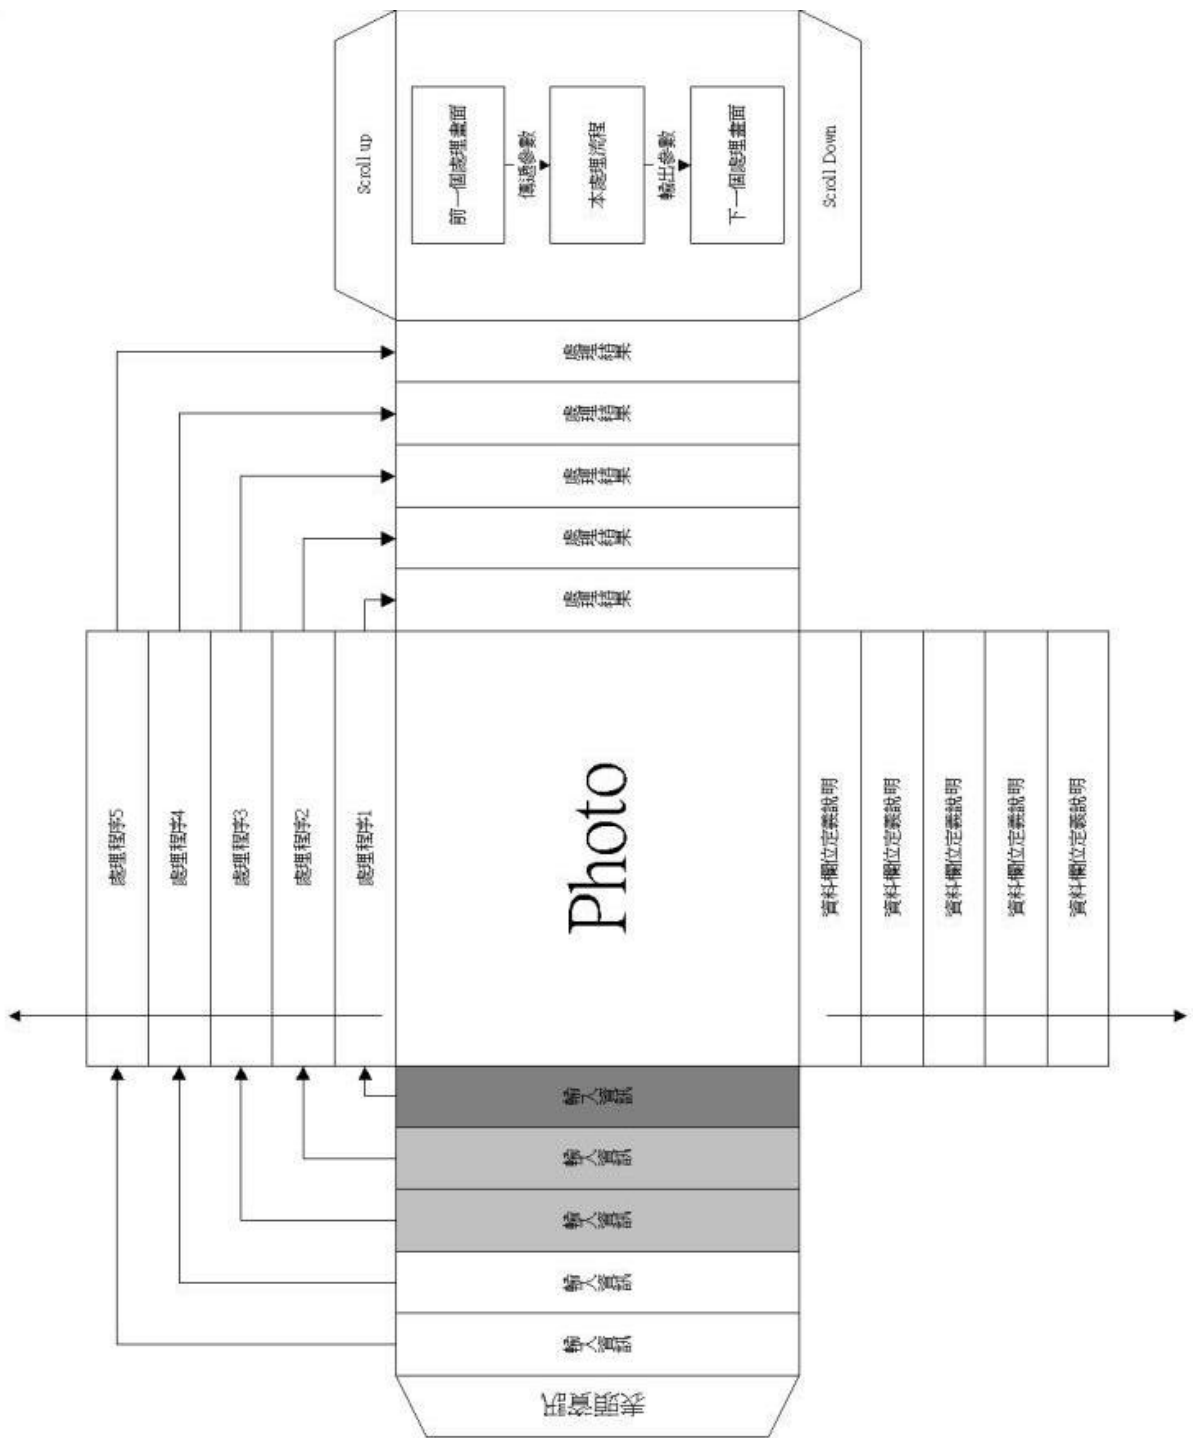 處理程序5
處理程序4
處理程序3
處理程序2
處理程序1
表頭資訊
輸入資訊
輸入資訊
輸入資訊
輸入資訊
輸入資訊
Photo
處理結果
處理結果
處理結果
處理結果
處理結果
Scroll up
前一個處理畫面
傳遞參數
本處理流程
輸出參數
下一個處理畫面
Scroll Down
資料欄位定義說明
資料欄位定義說明
資料欄位定義說明
資料欄位定義說明
資料欄位定義說明